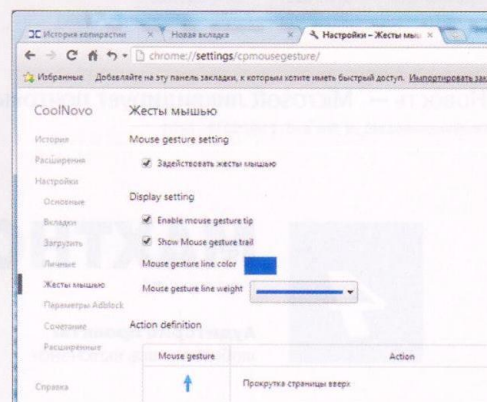 История копирастии
Новая вкладка
Настройки – Жесты мыш
chrome://settings/cpmousegesture/
Избранные
Добавляйте на эту панель закладки, к которым хотите иметь быстрый доступ.
Импортировать зак
CoolNovo
История
Расширения
Настройки
Основные
Вкладки
Загрузить
Личные
Жесты мышью
Параметры Adblock
Сочетание
Расширенные
Справка
Жесты мышью
Mouse gesture setting
Задействовать жесты мышью
Display setting
Enable mouse gesture tip
Show Mouse gesture trail
Mouse gesture line color
Mouse gesture line weight
Action definition
Mouse gesture
Action
Прокрутка страницы вверх